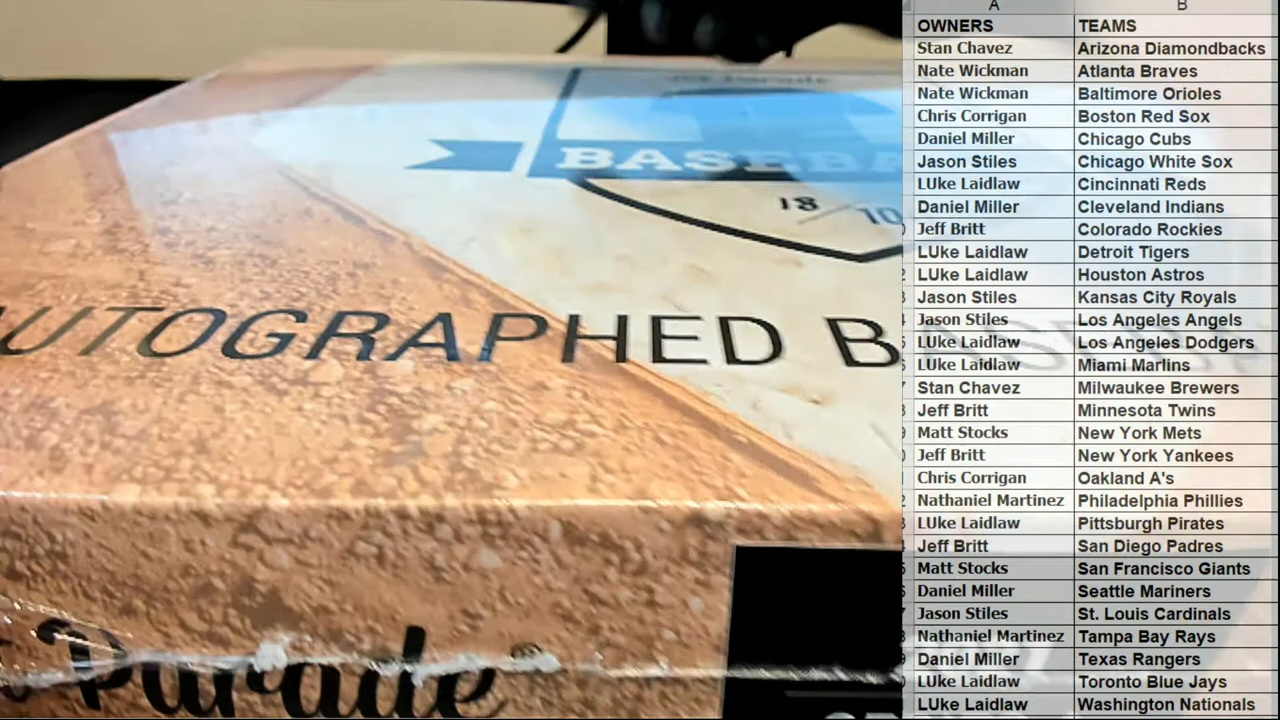 BASEBA
18/10
UTOGRAPHED BASEBA
Parade
A B
OWNERS TEAMS
Stan Chavez Arizona Diamondbacks
Nate Wickman Atlanta Braves
Nate Wickman Baltimore Orioles
Chris Corrigan Boston Red Sox
Daniel Miller Chicago Cubs
Jason Stiles Chicago White Sox
LUke Laidlaw Cincinnati Reds
Daniel Miller Cleveland Indians
Jeff Britt Colorado Rockies
LUke Laidlaw Detroit Tigers
LUke Laidlaw Houston Astros
Jason Stiles Kansas City Royals
Jason Stiles Los Angeles Angels
LUke Laidlaw Los Angeles Dodgers
LUke Laidlaw Miami Marlins
Stan Chavez Milwaukee Brewers
Jeff Britt Minnesota Twins
Matt Stocks New York Mets
Jeff Britt New York Yankees
Chris Corrigan Oakland A's
Nathaniel Martinez Philadelphia Phillies
LUke Laidlaw Pittsburgh Pirates
Jeff Britt San Diego Padres
Matt Stocks San Francisco Giants
Daniel Miller Seattle Mariners
Jason Stiles St. Louis Cardinals
Nathaniel Martinez Tampa Bay Rays
Daniel Miller Texas Rangers
LUke Laidlaw Toronto Blue Jays
LUke Laidlaw Washington Nationals